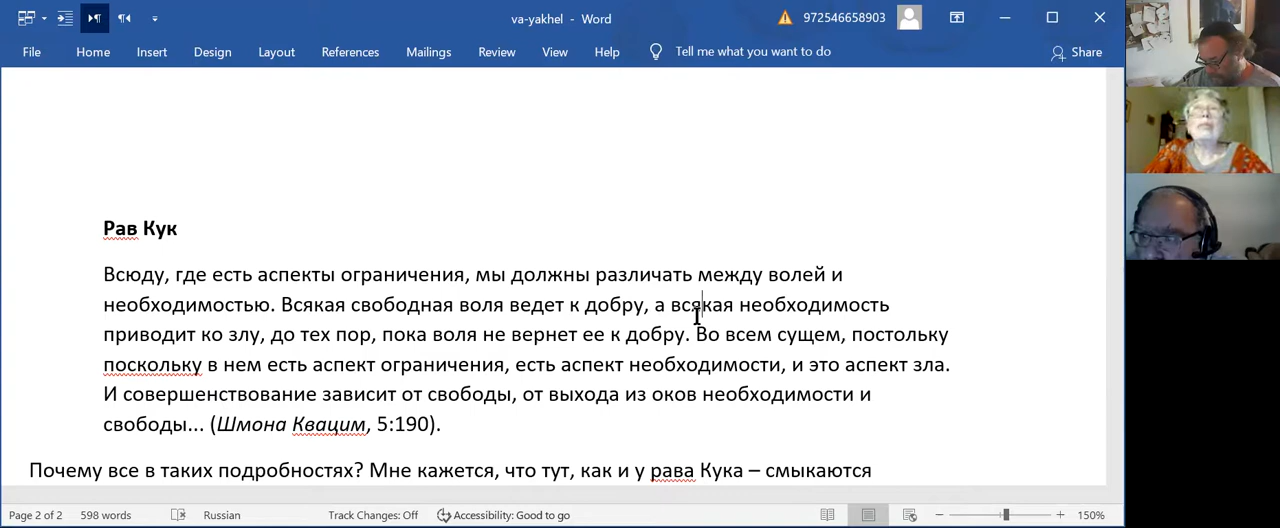 va-yakhel - Word
972546658903
File Home Insert Design Layout References Mailings Review View Help Tell me what you want to do Share
Рав Кук
Всюду, где есть аспекты ограничения, мы должны различать между волей и
необходимостью. Всякая свободная воля ведет к добру, а всякая необходимость
приводит ко злу, до тех пор, пока воля не вернет ее к добру. Во всем сущем, постольку
поскольку в нем есть аспект ограничения, есть аспект необходимости, и это аспект зла.
И совершенствование зависит от свободы, от выхода из оков необходимости и
свободы... (Шмона Квацим, 5:190).
Почему все в таких подробностях? Мне кажется, что тут, как и у рава Кука – смыкаются
Page 2 of 2 598 words Russian Track Changes: Off Accessibility: Good to go 150%